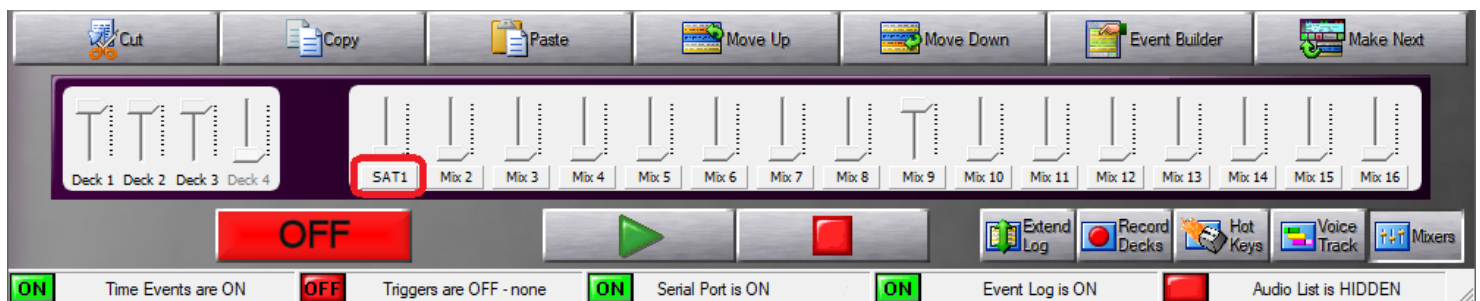 Cut Copy Paste Move Up Move Down Event Builder Make Next
Deck 1 Deck 2 Deck 3 Deck 4 SAT1 Mix 2 Mix 3 Mix 4 Mix 5 Mix 6 Mix 7 Mix 8 Mix 9 Mix 10 Mix 11 Mix 12 Mix 13 Mix 14 Mix 15 Mix 16
OFF
Extend Log
Record Decks
Hot Keys
Voice Track
Mixers
ON Time Events are ON OFF Triggers are OFF - none ON Serial Port is ON ON Event Log is ON Audio List is HIDDEN